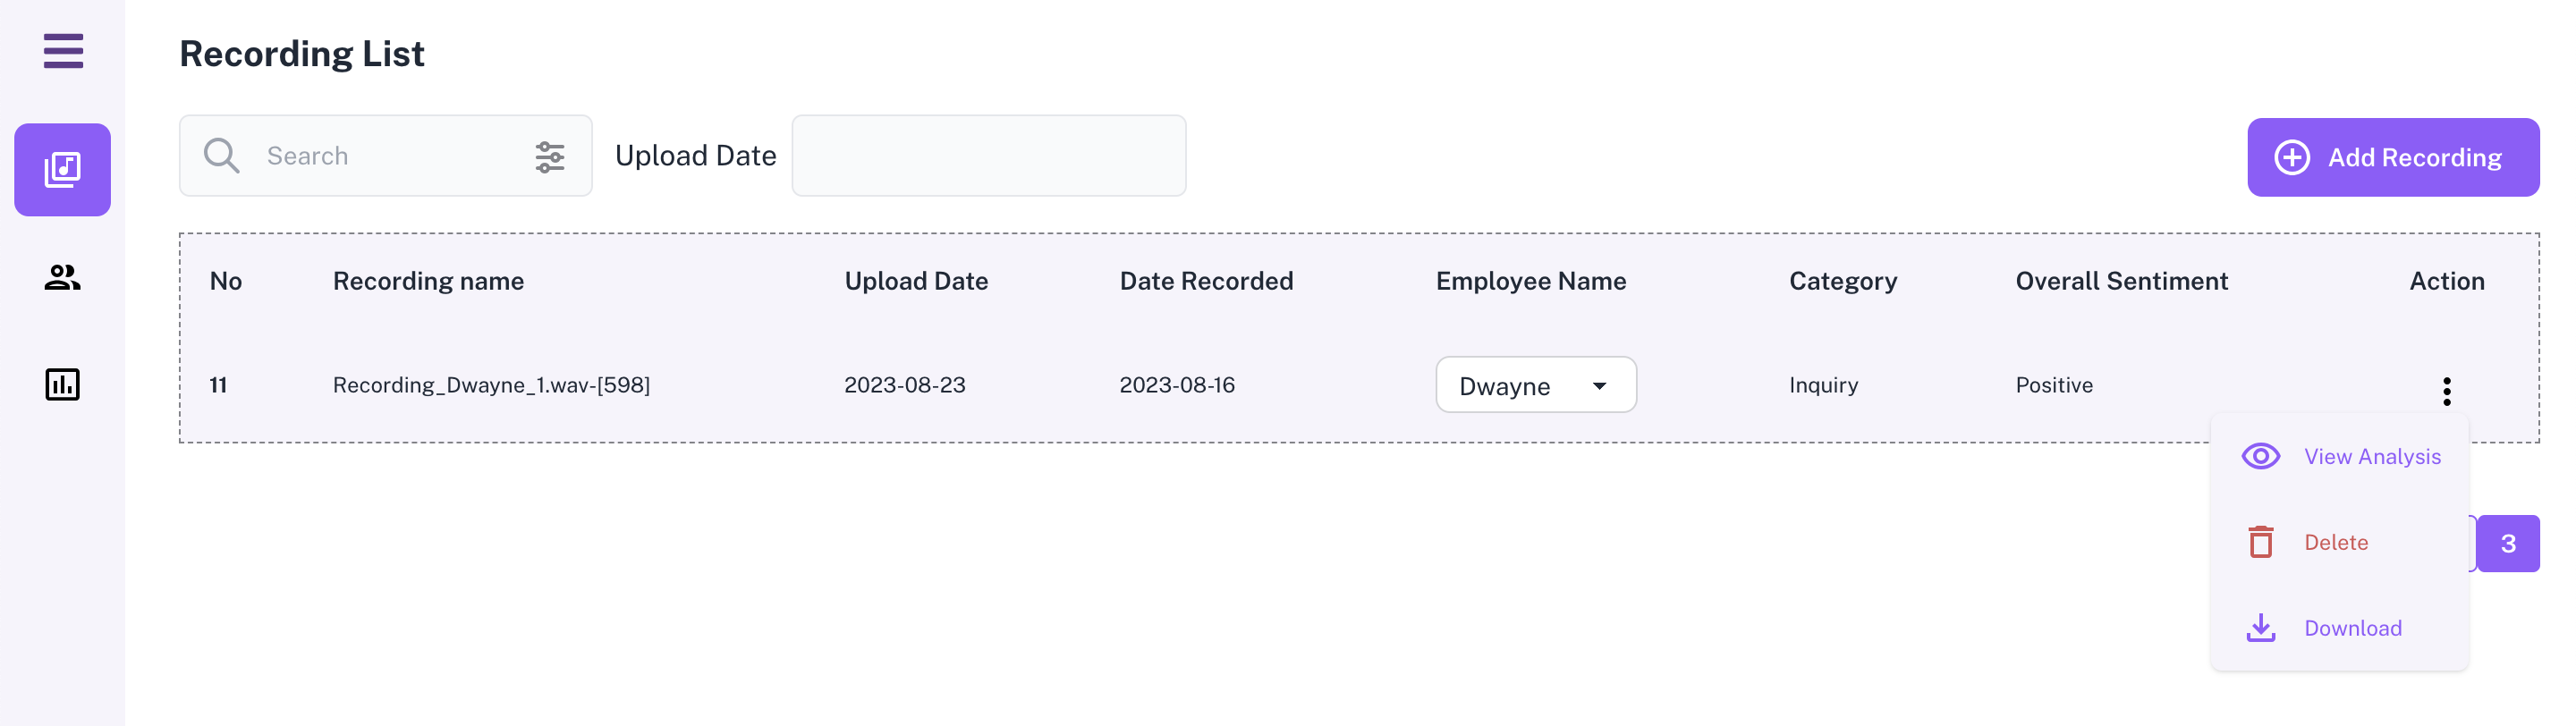 Recording List
Search
Upload Date
Add Recording
No Recording name Upload Date Date Recorded Employee Name Category Overall Sentiment Action
11 Recording_Dwayne_1.wav-[598] 2023-08-23 2023-08-16 Dwayne Inquiry Positive
View Analysis
Delete
3
Download